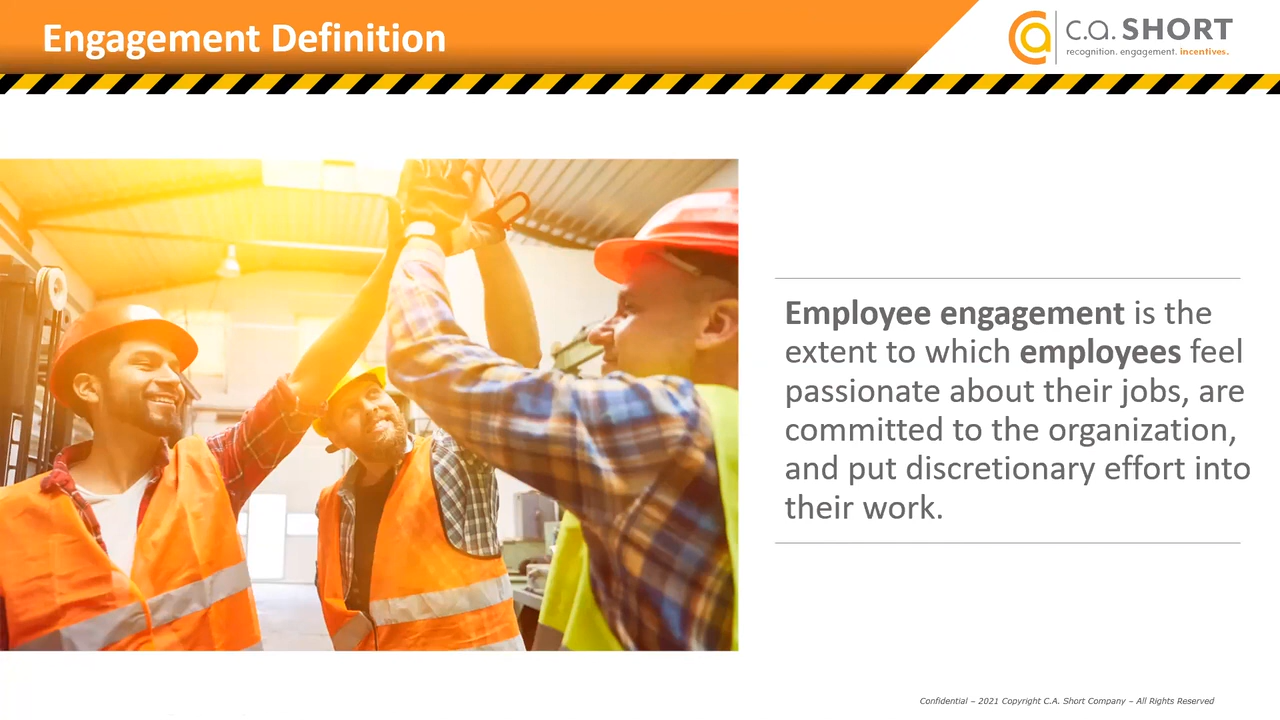 Engagement Definition
c.a. SHORT
recognition. engagement. incentives.
Employee engagement is the
extent to which employees feel
passionate about their jobs, are
committed to the organization,
and put discretionary effort into
their work.
Confidential – 2021 Copyright C.A. Short Company – All Rights Reserved